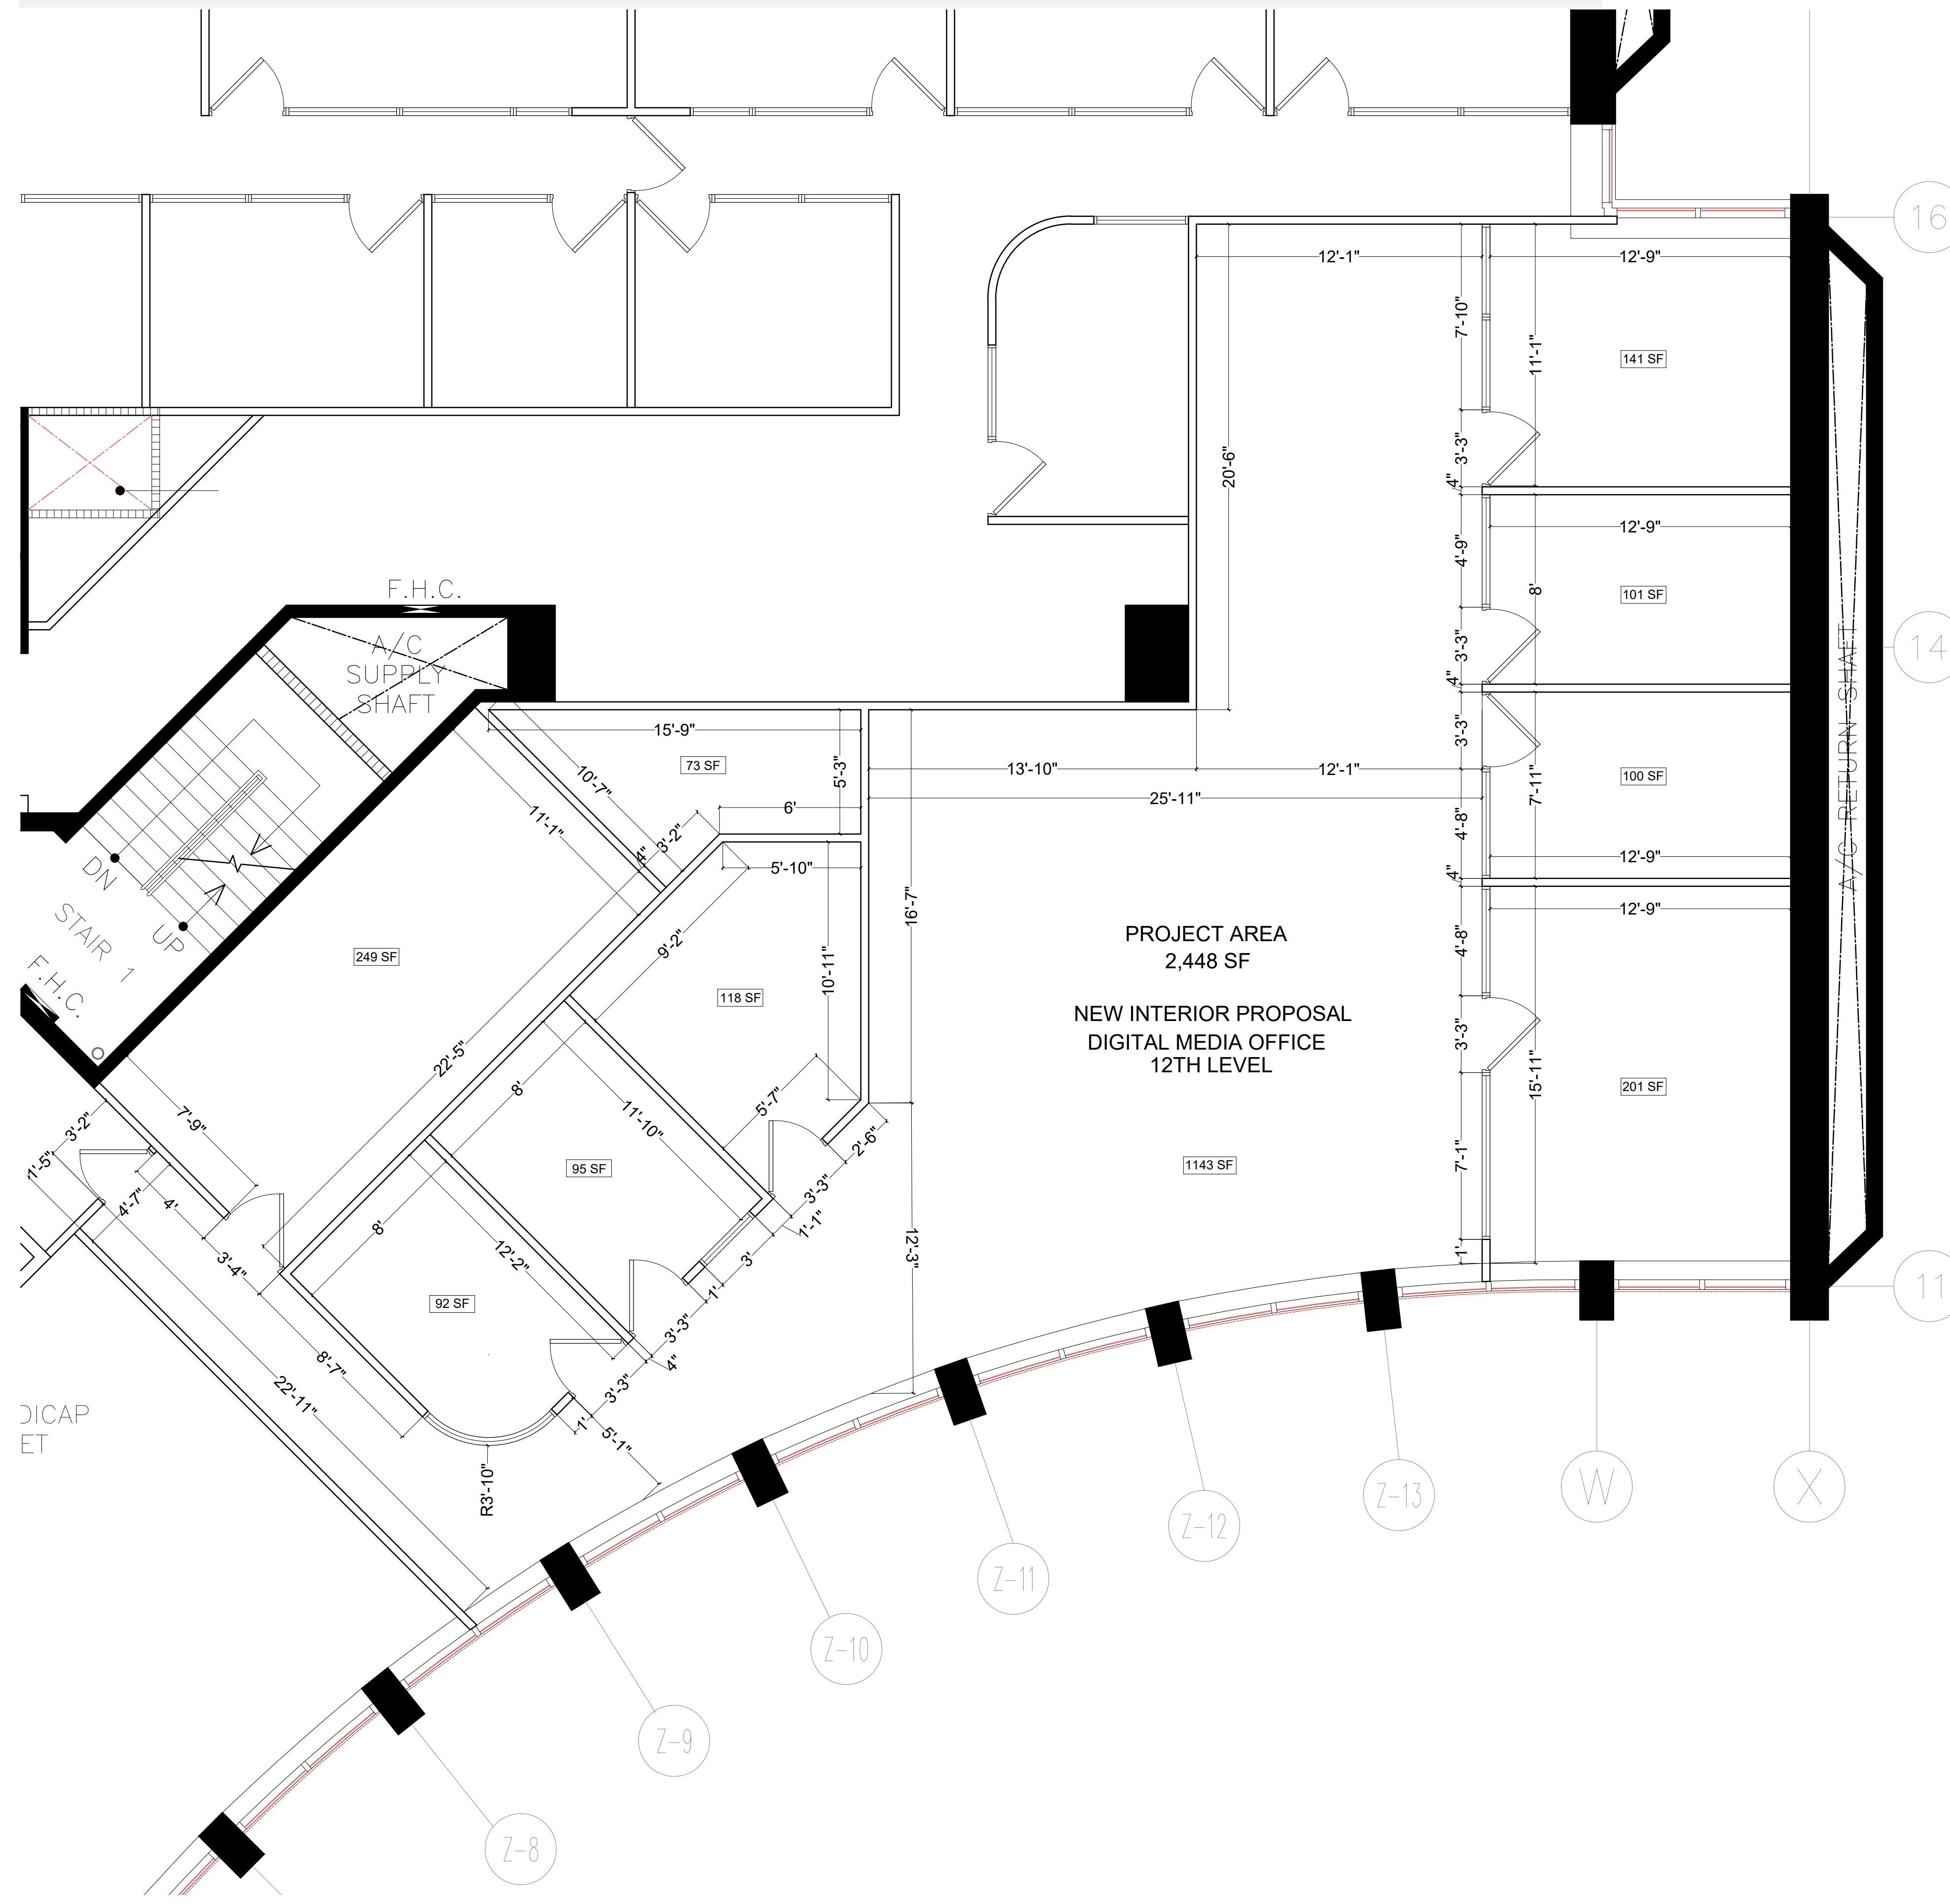 16
12'-1"
12'-9"
7'-10"
11'-1"
141 SF
3'-3"
20'-6"
4"
12'-9"
4'-9"
8'
101 SF
F.H.C.
A/C
SUPPLY
SHAFT
3'-3"
14
4"
15'-9"
3'-3"
73 SF
5'-3"
10'-7"
13'-10"
12'-1"
7'-11"
100 SF
A/C RETURN SHAFT
25'-11"
6'
11'-1"
3'-2"
4"
4'-8"
12'-9"
5'-10"
4"
DN
STAIR 1
UP
F.H.C.
16'-7"
12'-9"
9'-2"
PROJECT AREA
2,448 SF
4'-8"
249 SF
10'-11"
118 SF
NEW INTERIOR PROPOSAL
DIGITAL MEDIA OFFICE
12TH LEVEL
3'-3"
22'-5"
8'
15'-11"
201 SF
7'-9"
11'-10"
5'-7"
3'-2"
2'-6"
1'-5"
95 SF
1143 SF
7'-1"
4'-7"
4'
3'-3"
1'-1"
8'
12'-2"
3'-4"
3'
12'-3"
1'
1'
11
92 SF
3'-3"
4"
8'-7"
3'-3"
22'-11"
1'
5'-1"
DICAP
ET
R3'-10"
Z-13
W
X
Z-12
Z-11
Z-10
Z-9
Z-8